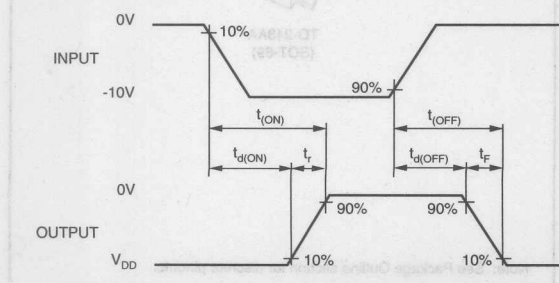 0V
10%
INPUT
-10V
90%
t(ON)
t(OFF)
td(ON)
tr
td(OFF)
tF
0V
90%
90%
OUTPUT
VDD
10%
10%